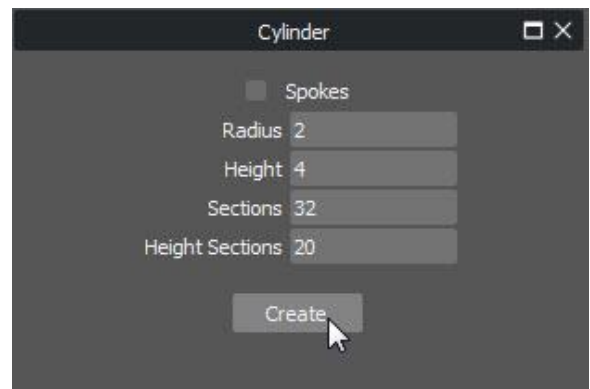 Cylinder
Spokes
Radius 2
Height 4
Sections 32
Height Sections 20
Create